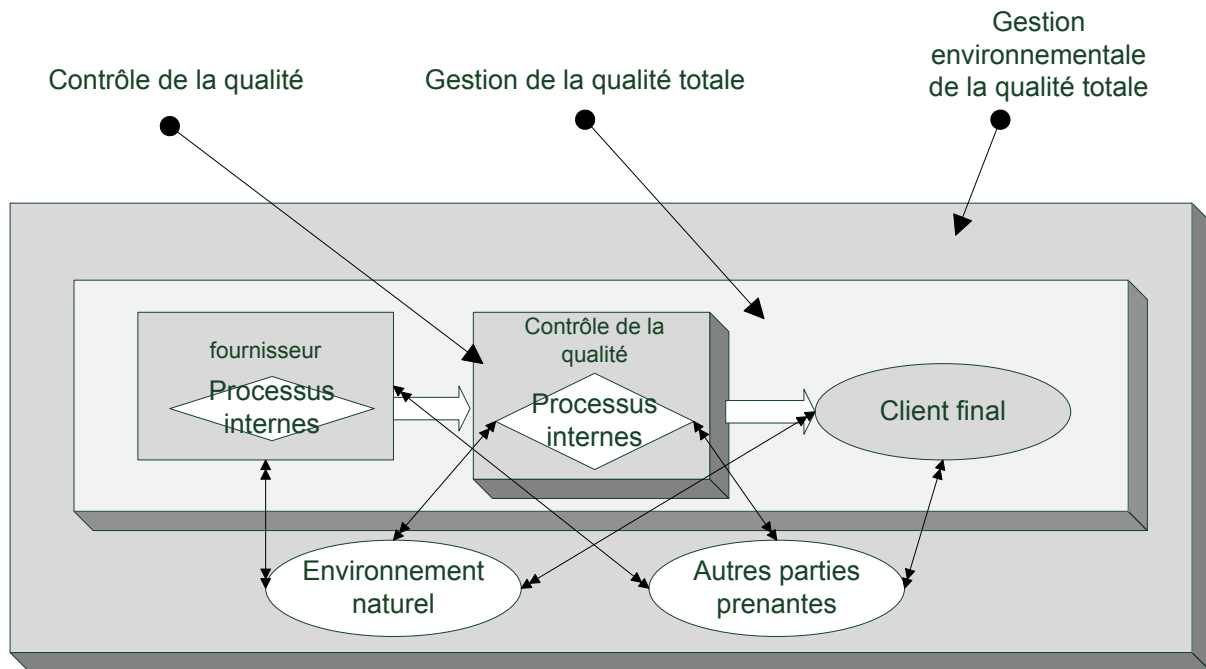 Gestion
environnementale
de la qualité totale
Contrôle de la qualité
Gestion de la qualité totale
fournisseur
Processus
internes
Contrôle de la
qualité
Processus
internes
Client final
Environnement
naturel
Autres parties
prenantes